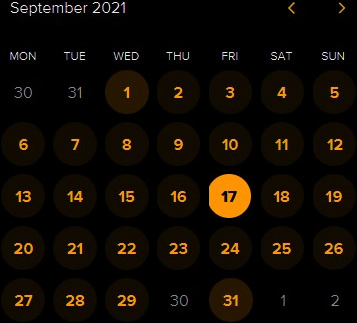 September 2021 < >
MON TUE WED THU FRI SAT SUN
30 31 1 2 3 4 5
6 7 8 9 10 11 12
13 14 15 16 17 18 19
20 21 22 23 24 25 26
27 28 29 30 31 1 2